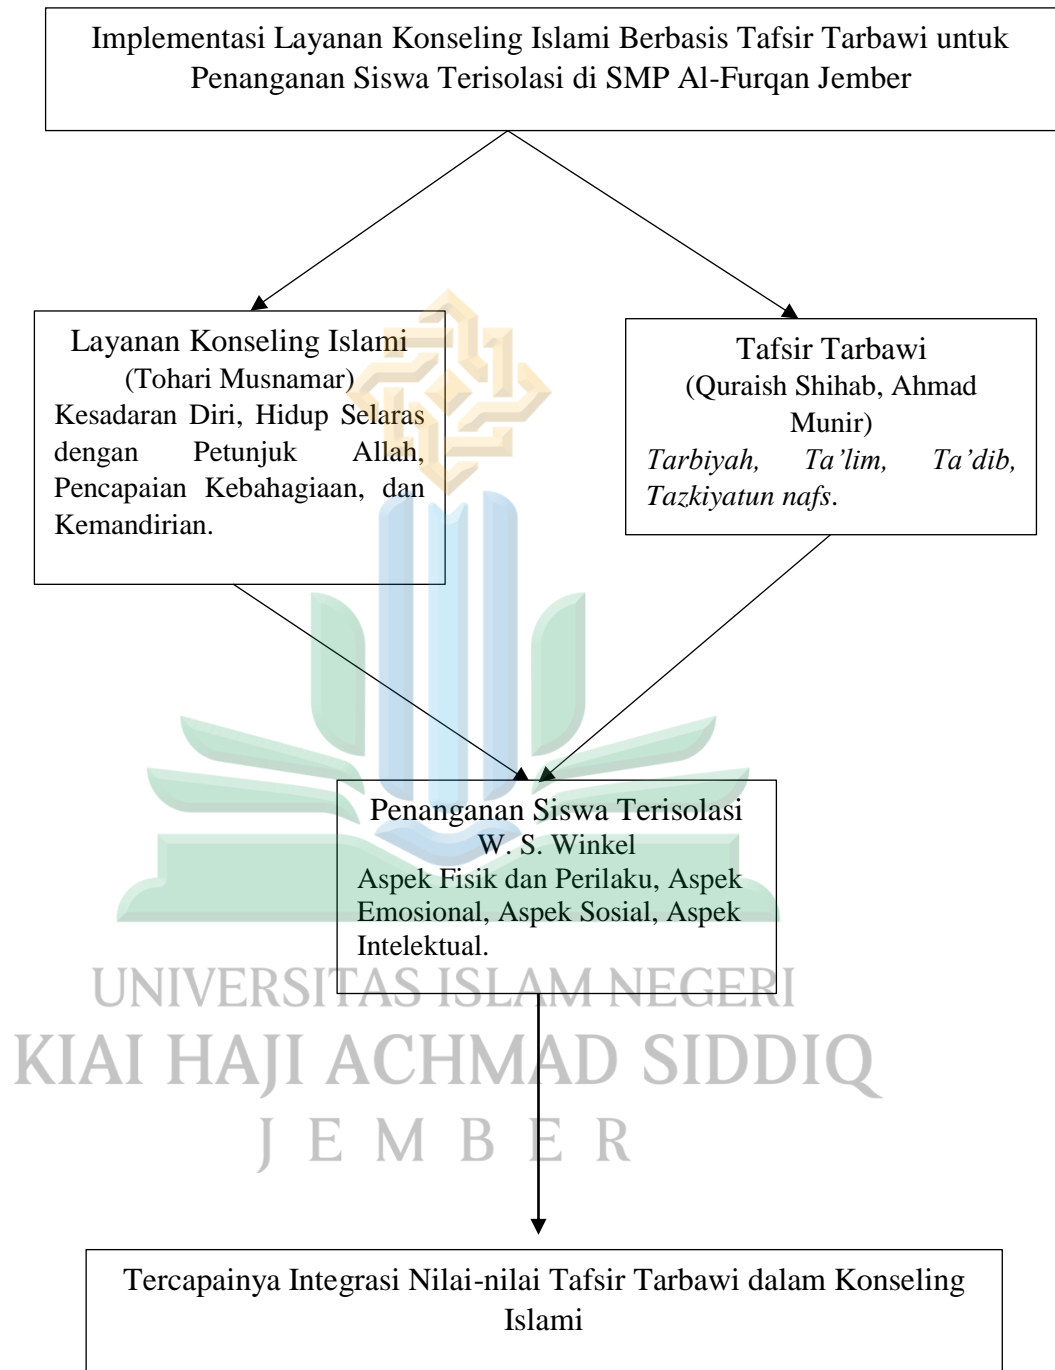 Implementasi Layanan Konseling Islami Berbasis Tafsir Tarbawi untuk
Penanganan Siswa Terisolasi di SMP Al-Furqan Jember
Layanan Konseling Islami
(Tohari Musnamar)
Kesadaran Diri, Hidup Selaras
dengan Petunjuk Allah,
Pencapaian Kebahagiaan, dan
Kemandirian.
Tafsir Tarbawi
(Quraish Shihab, Ahmad
Munir)
Tarbiyah, Ta’lim, Ta’dib,
Tazkiyatun nafs.
Penanganan Siswa Terisolasi
W. S. Winkel
Aspek Fisik dan Perilaku, Aspek
Emosional, Aspek Sosial, Aspek
Intelektual.
UNIVERSITAS ISLAM NEGERI
KIAI HAJI ACHMAD SIDDIQ
JEMBER
Tercapainya Integrasi Nilai-nilai Tafsir Tarbawi dalam Konseling
Islami